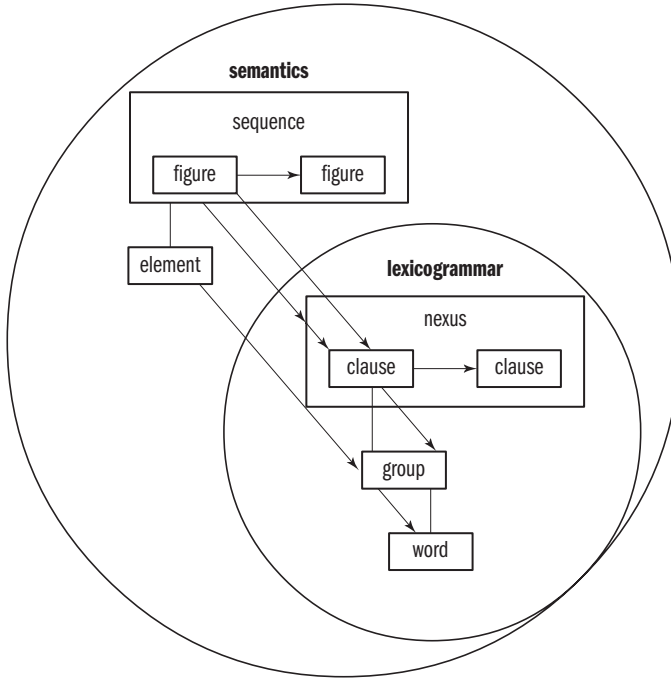 semantics
sequence
figure figure
element
lexicogrammar
nexus
clause clause
group
word